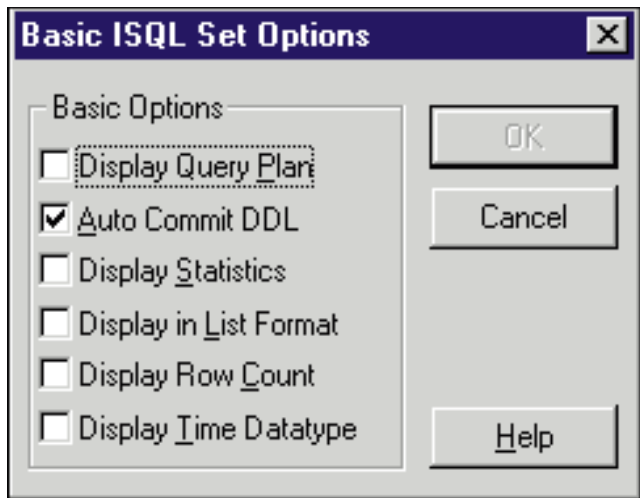 Basic ISQL Set Options
Basic Options
Display Query Plan
Auto Commit DDL
Display Statistics
Display in List Format
Display Row Count
Display Time Datatype
OK
Cancel
Help